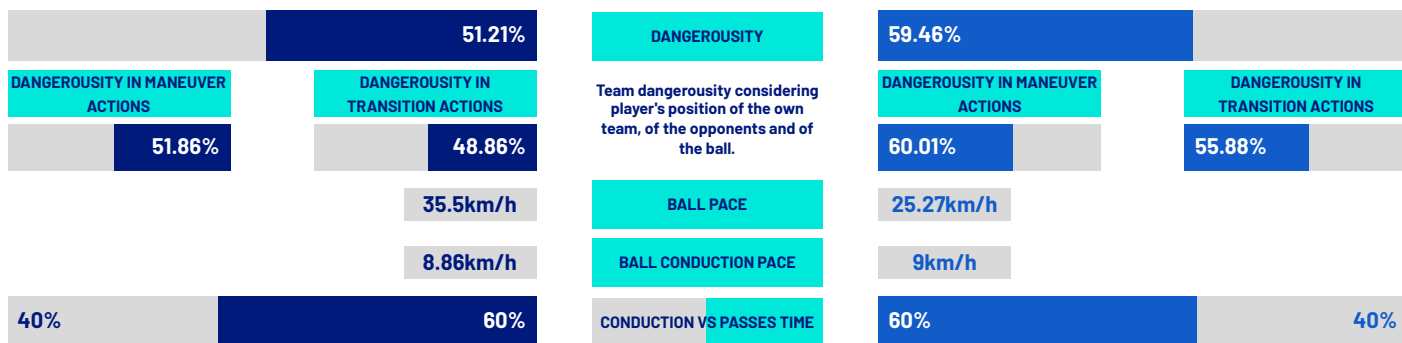 51.21%
DANGEROUSITY
59.46%
DANGEROUSITY IN MANEUVER
ACTIONS
DANGEROUSITY IN
TRANSITION ACTIONS
Team dangerousity considering
player's position of the own
team, of the opponents and of
the ball.
DANGEROUSITY IN MANEUVER
ACTIONS
DANGEROUSITY IN
TRANSITION ACTIONS
51.86%
48.86%
60.01%
55.88%
35.5km/h
BALL PACE
25.27km/h
8.86km/h
BALL CONDUCTION PACE
9km/h
40%
60%
CONDUCTION VS PASSES TIME
60%
40%